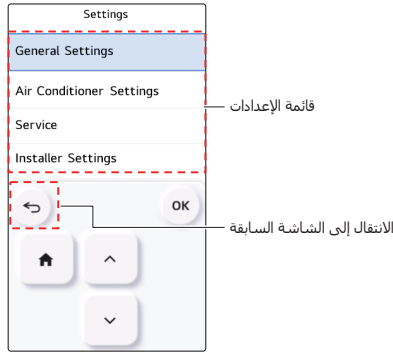 Settings
General Settings
Air Conditioner Settings
قائمة الإعدادات
Service
Installer Settings
OK
الانتقال إلى الشاشة السابقة